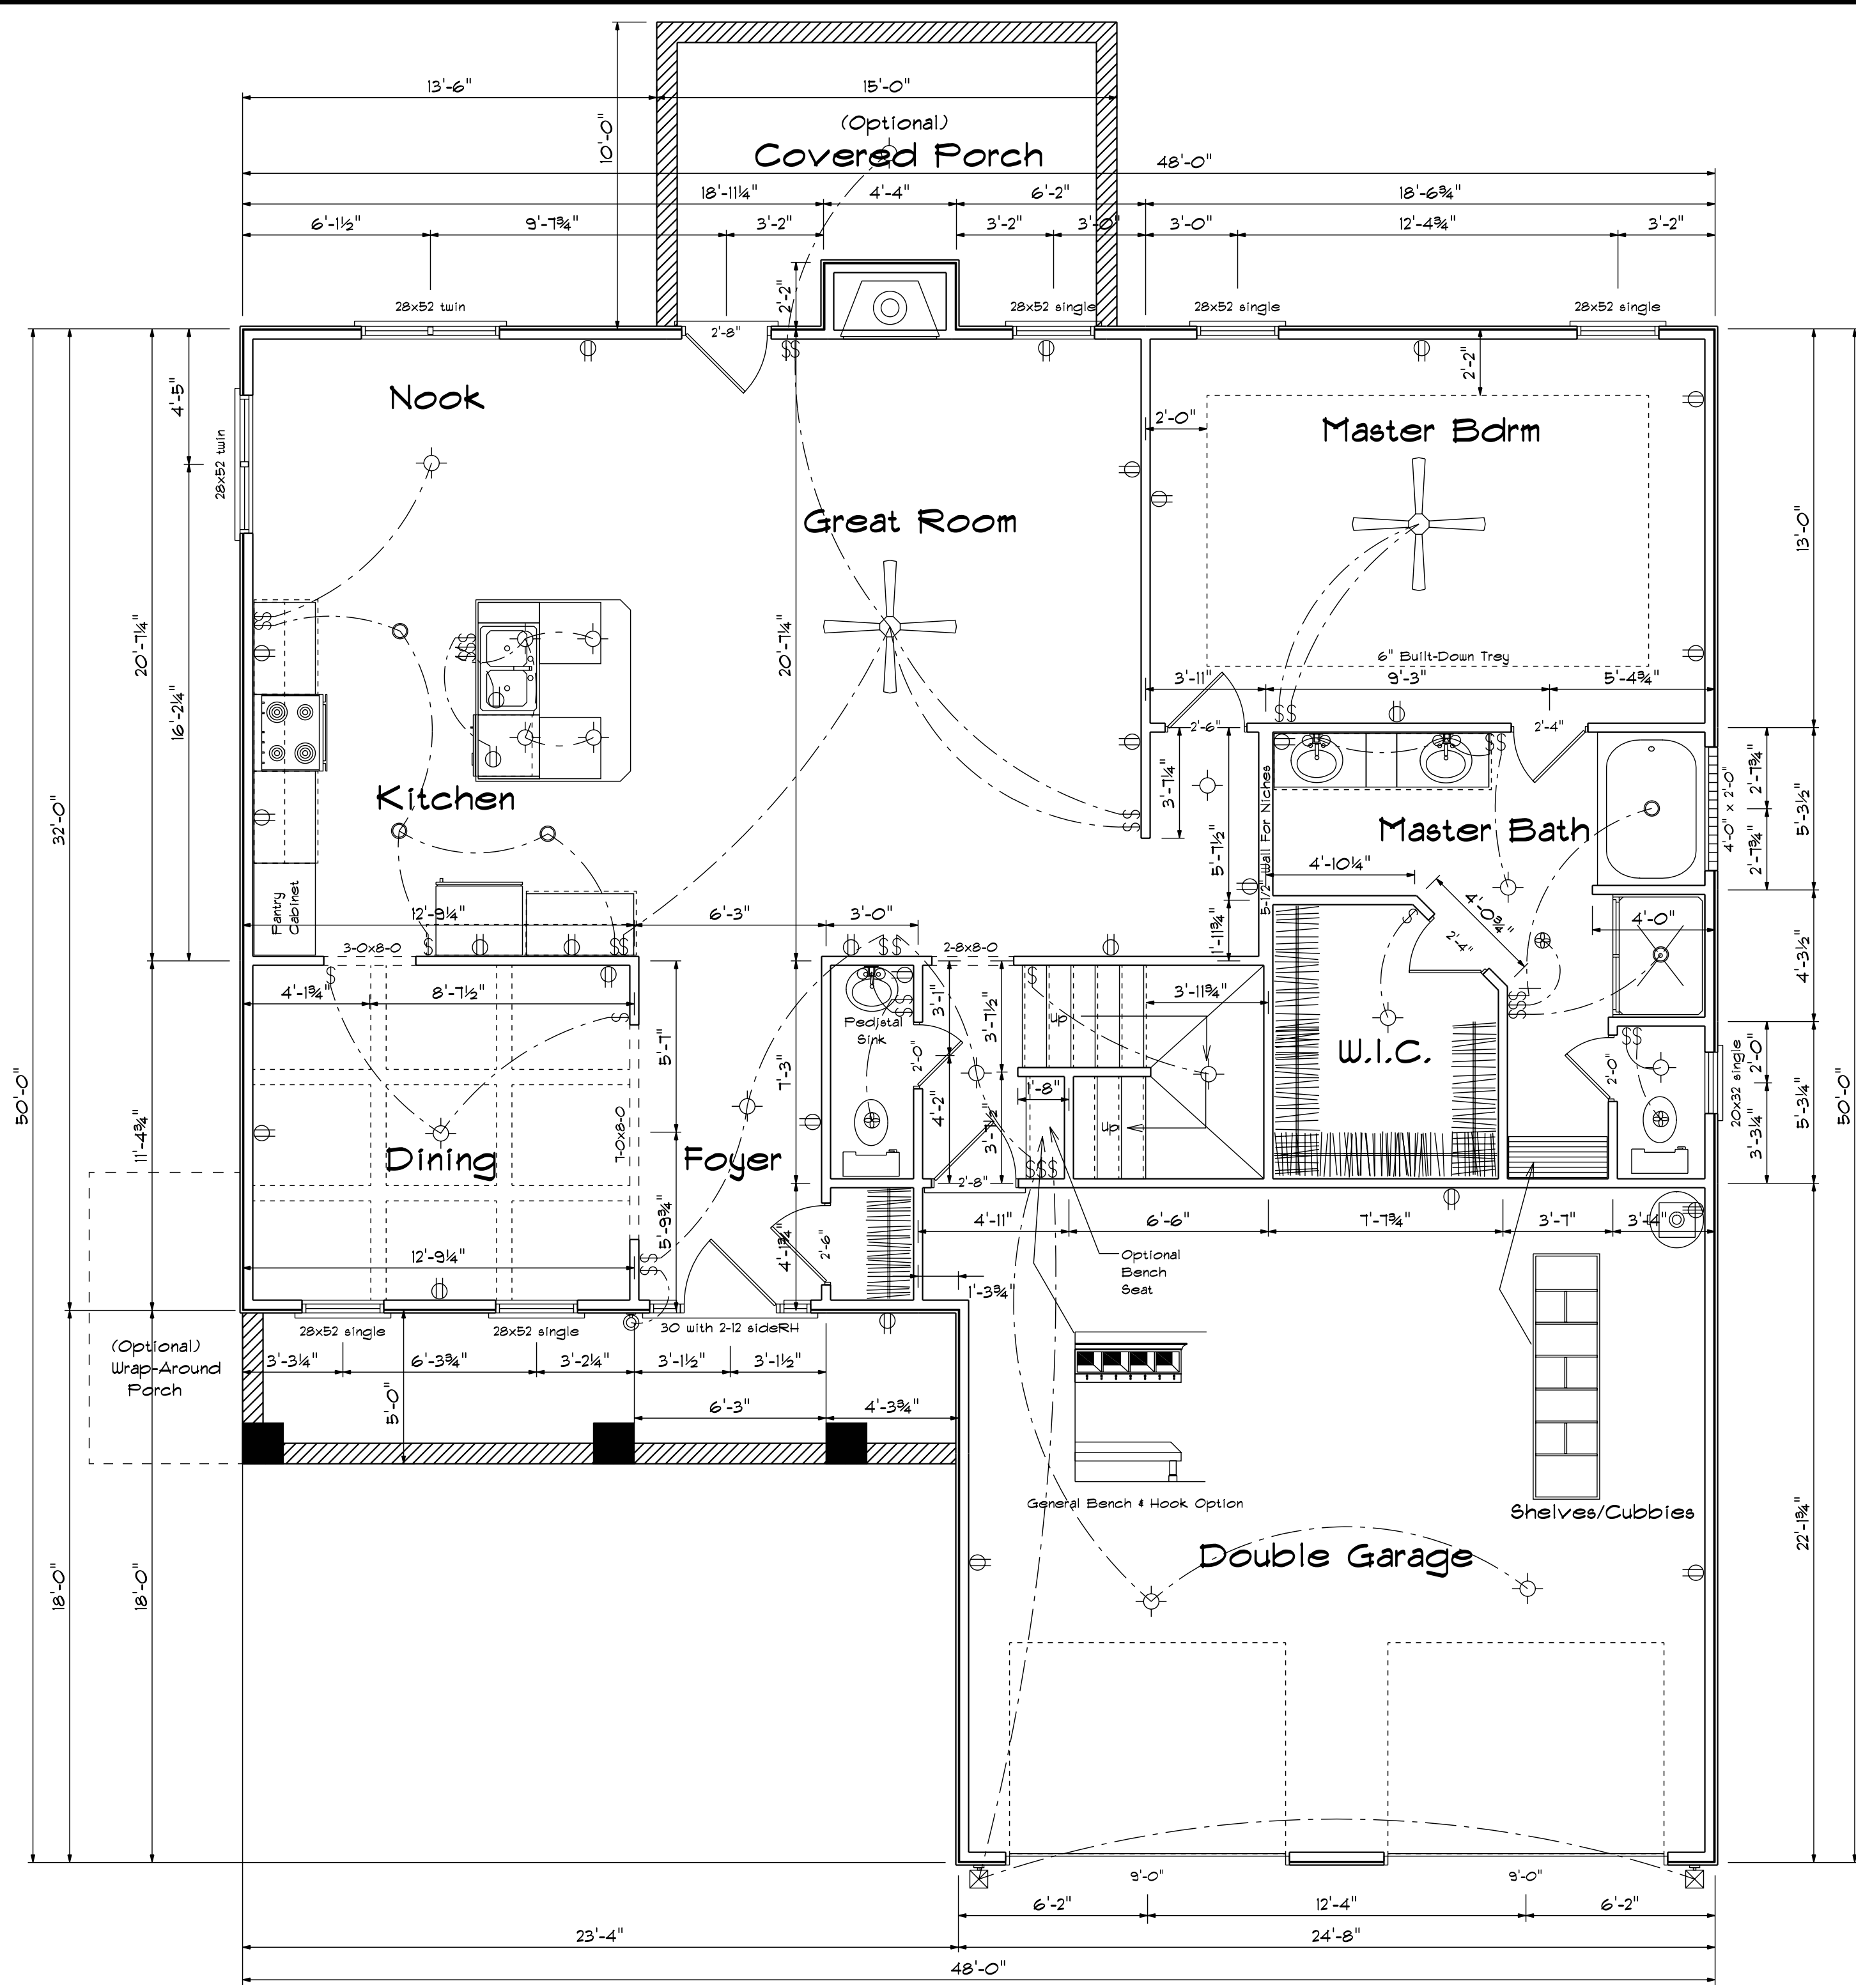 13'-6"
15'-0"
10'-0"
(Optional)
Covered Porch
48'-0"
18'-11¼"
4'-4"
6'-2"
18'-6¾"
6'-1½"
9'-7¾"
3'-2"
3'-2"
3'-0"
3'-0"
12'-4¾"
3'-2"
2'-2"
28x52 twin
28x52 single
28x52 single
28x52 single
2'-8"
$$
4'-5"
Nook
2'-2"
2'-0"
Master Bdrm
28x52 twin
Great Room
13'-0"
20'-7¼"
16'-2¼"
20'-7¼"
6" Built-Down Trey
3'-11"
9'-3"
5'-4¾"
2'-6"
2'-4"
Kitchen
32'-0"
3'-7¼"
5'-7½"
5-1/2" Wall For Niches
Master Bath
4'-0" x 2'-0"
2'-7¾"
2'-7¾"
5'-3½"
4'-10¼"
Pantry
Cabinet
12'-9¼"
6'-3"
3'-0"
1'-11¾"
4'-0¾"
2'-4"
4'-0"
4'-3½"
3-0x8-0
2-8x8-0
4'-1¾"
8'-7½"
3'-1"
3'-7½"
3'-11¾"
up
Pedistal
Sink
2'-0"
W.I.C.
5'-7"
7'-3"
1'-8"
4'-2"
3'-7½"
up
7-0x8-0
2'-0"
20x32 single
2'-0"
3'-3¼"
5'-3¼"
50'-0"
50'-0"
11'-4¾"
Dining
Foyer
$$$
2'-8"
5'-9¾"
4'-1¾"
2'-6"
4'-11"
6'-6"
7'-7¾"
3'-7"
3'-4"
12'-9¼"
Optional
Bench
Seat
1'-3¾"
28x52 single
28x52 single
30 with 2-12 sideRH
(Optional)
Wrap-Around
Porch
3'-3¼"
6'-3¾"
3'-2¼"
3'-1½"
3'-1½"
5'-0"
6'-3"
4'-3¾"
General Bench & Hook Option
Shelves/Cubbies
22'-1¾"
18'-0"
18'-0"
Double Garage
9'-0"
9'-0"
6'-2"
12'-4"
6'-2"
23'-4"
24'-8"
48'-0"